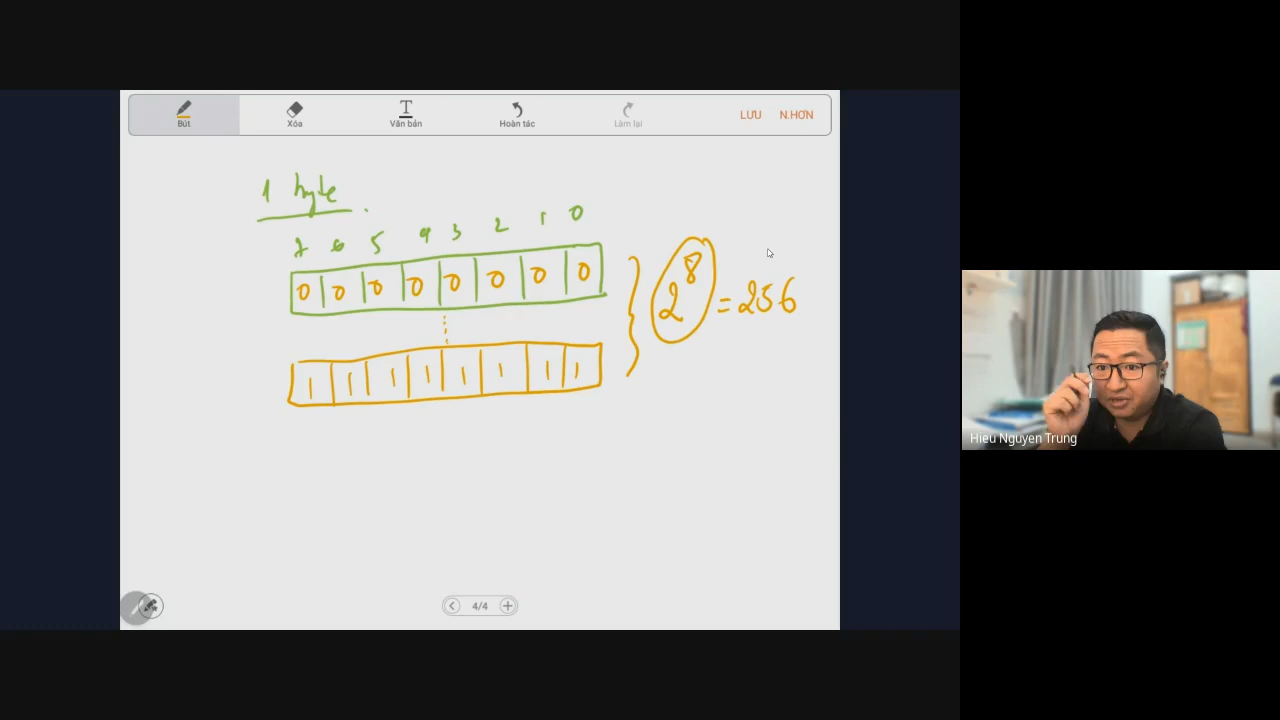 Bút Xóa Văn bản Hoàn tác Làm lại LƯU N.HƠN
1 byte
7 6 5 4 3 2 1 0
0 0 0 0 0 0 0 0
2^8 = 256
1 1 1 1 1 1 1 1
Hieu Nguyen Trung
4/4